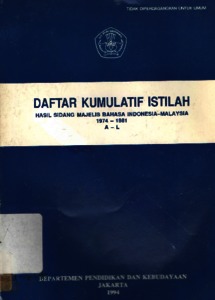 TIDAK DIPERDAGANGKAN UNTUK UMUM
DAFTAR KUMULATIF ISTILAH
HASIL SIDANG MAJELIS BAHASA INDONESIA-MALAYSIA
1974 - 1981
A - L
DEPARTEMEN PENDIDIKAN DAN KEBUDAYAAN
JAKARTA
1984